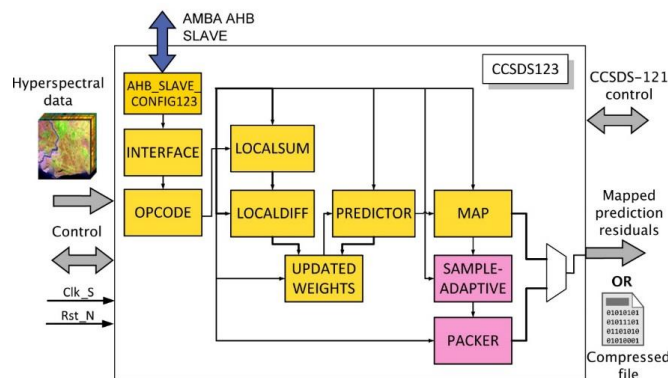 AMBA AHB
SLAVE
CCSDS123
Hyperspectral
data
AHB_SLAVE_
CONFIG123
CCSDS-121
control
INTERFACE
LOCALSUM
OPCODE
LOCALDIFF
PREDICTOR
MAP
Mapped
prediction
residuals
Control
UPDATED
WEIGHTS
SAMPLE-
ADAPTIVE
Clk_S
OR
Rst_N
PACKER
01010101
01011101
01101010
01010001
Compressed
file